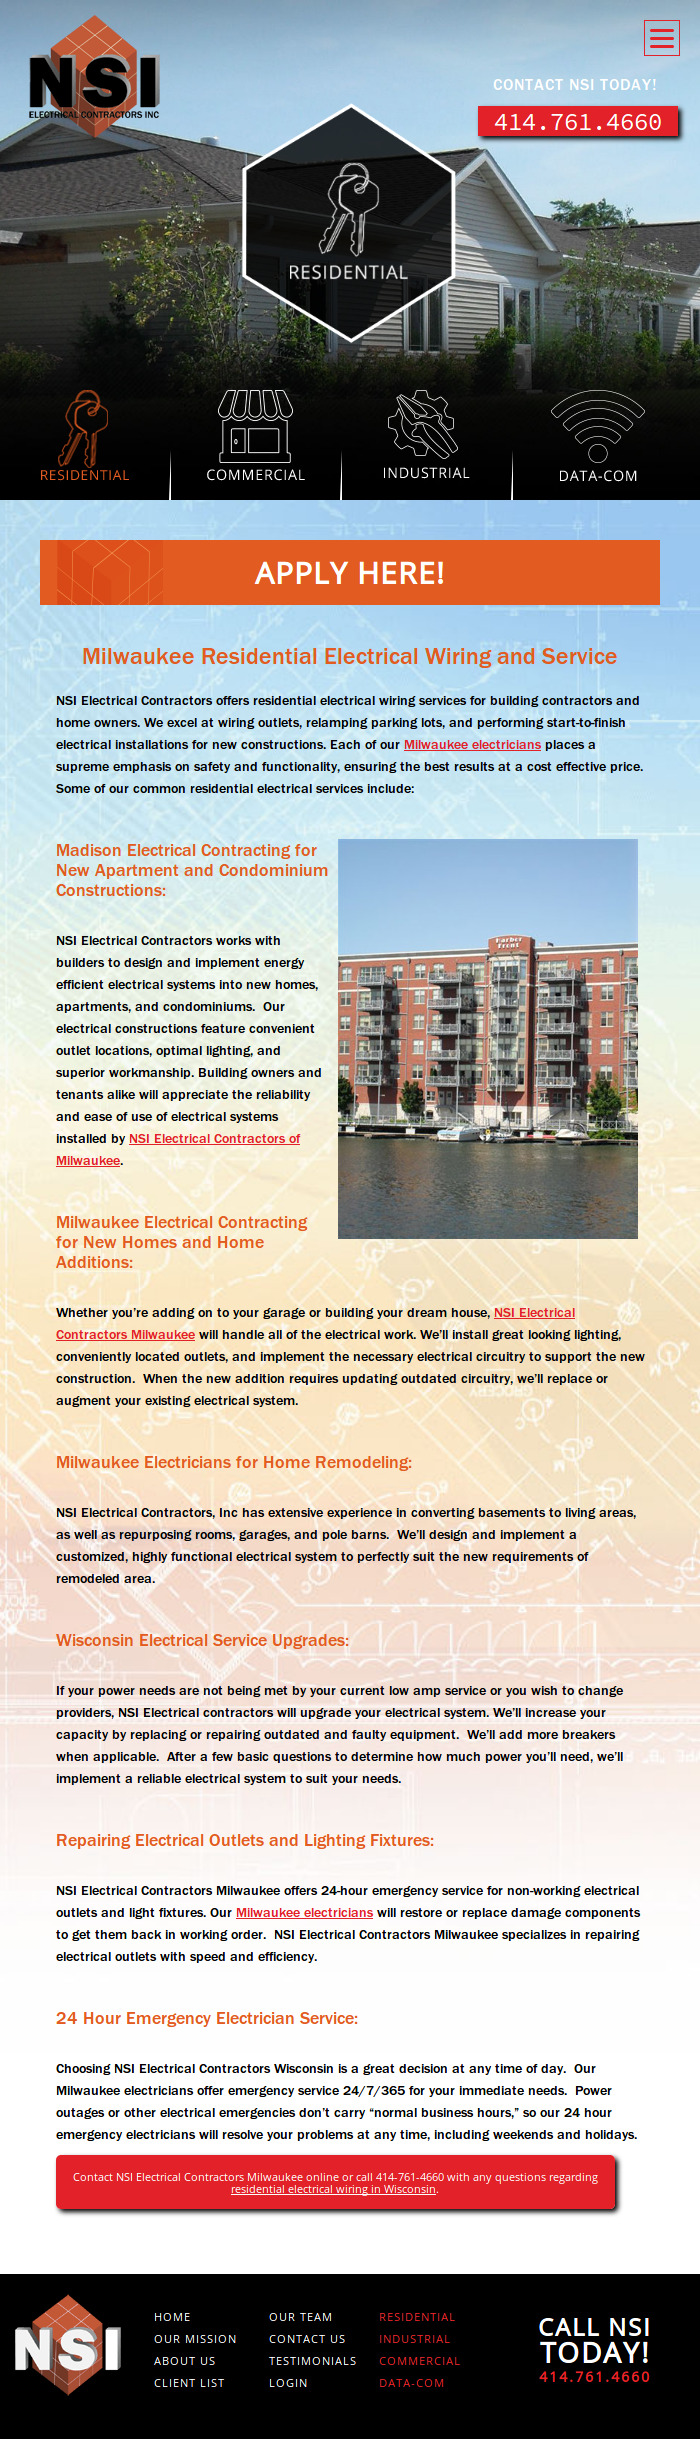 NSI
ELECTRICAL CONTRACTORS INC
CONTACT NSI TODAY!
414.761.4660
RESIDENTIAL
RESIDENTIAL
COMMERCIAL
INDUSTRIAL
DATA-COM
APPLY HERE!
Milwaukee Residential Electrical Wiring and Service
NSI Electrical Contractors offers residential electrical wiring services for building contractors and
home owners. We excel at wiring outlets, relamping parking lots, and performing start-to-finish
electrical installations for new constructions. Each of our Milwaukee electricians places a
supreme emphasis on safety and functionality, ensuring the best results at a cost effective price.
Some of our common residential electrical services include:
Madison Electrical Contracting for
New Apartment and Condominium
Constructions:
NSI Electrical Contractors works with
builders to design and implement energy
efficient electrical systems into new homes,
apartments, and condominiums.  Our
electrical constructions feature convenient
outlet locations, optimal lighting, and
superior workmanship. Building owners and
tenants alike will appreciate the reliability
and ease of use of electrical systems
installed by NSI Electrical Contractors of
Milwaukee.
Harbor
Front
Milwaukee Electrical Contracting
for New Homes and Home
Additions:
Whether you’re adding on to your garage or building your dream house, NSI Electrical
Contractors Milwaukee will handle all of the electrical work. We’ll install great looking lighting,
conveniently located outlets, and implement the necessary electrical circuitry to support the new
construction.  When the new addition requires updating outdated circuitry, we’ll replace or
augment your existing electrical system.
Milwaukee Electricians for Home Remodeling:
NSI Electrical Contractors, Inc has extensive experience in converting basements to living areas,
as well as repurposing rooms, garages, and pole barns.  We’ll design and implement a
customized, highly functional electrical system to perfectly suit the new requirements of
remodeled area.
Wisconsin Electrical Service Upgrades:
If your power needs are not being met by your current low amp service or you wish to change
providers, NSI Electrical contractors will upgrade your electrical system. We’ll increase your
capacity by replacing or repairing outdated and faulty equipment.  We’ll add more breakers
when applicable.  After a few basic questions to determine how much power you’ll need, we’ll
implement a reliable electrical system to suit your needs.
Repairing Electrical Outlets and Lighting Fixtures:
NSI Electrical Contractors Milwaukee offers 24-hour emergency service for non-working electrical
outlets and light fixtures. Our Milwaukee electricians will restore or replace damage components
to get them back in working order.  NSI Electrical Contractors Milwaukee specializes in repairing
electrical outlets with speed and efficiency.
24 Hour Emergency Electrician Service:
Choosing NSI Electrical Contractors Wisconsin is a great decision at any time of day.  Our
Milwaukee electricians offer emergency service 24/7/365 for your immediate needs.  Power
outages or other electrical emergencies don’t carry “normal business hours,” so our 24 hour
emergency electricians will resolve your problems at any time, including weekends and holidays.
Contact NSI Electrical Contractors Milwaukee online or call 414-761-4660 with any questions regarding
residential electrical wiring in Wisconsin.
NSI
HOME
OUR MISSION
ABOUT US
CLIENT LIST
OUR TEAM
CONTACT US
TESTIMONIALS
LOGIN
RESIDENTIAL
INDUSTRIAL
COMMERCIAL
DATA-COM
CALL NSI
TODAY!
414.761.4660